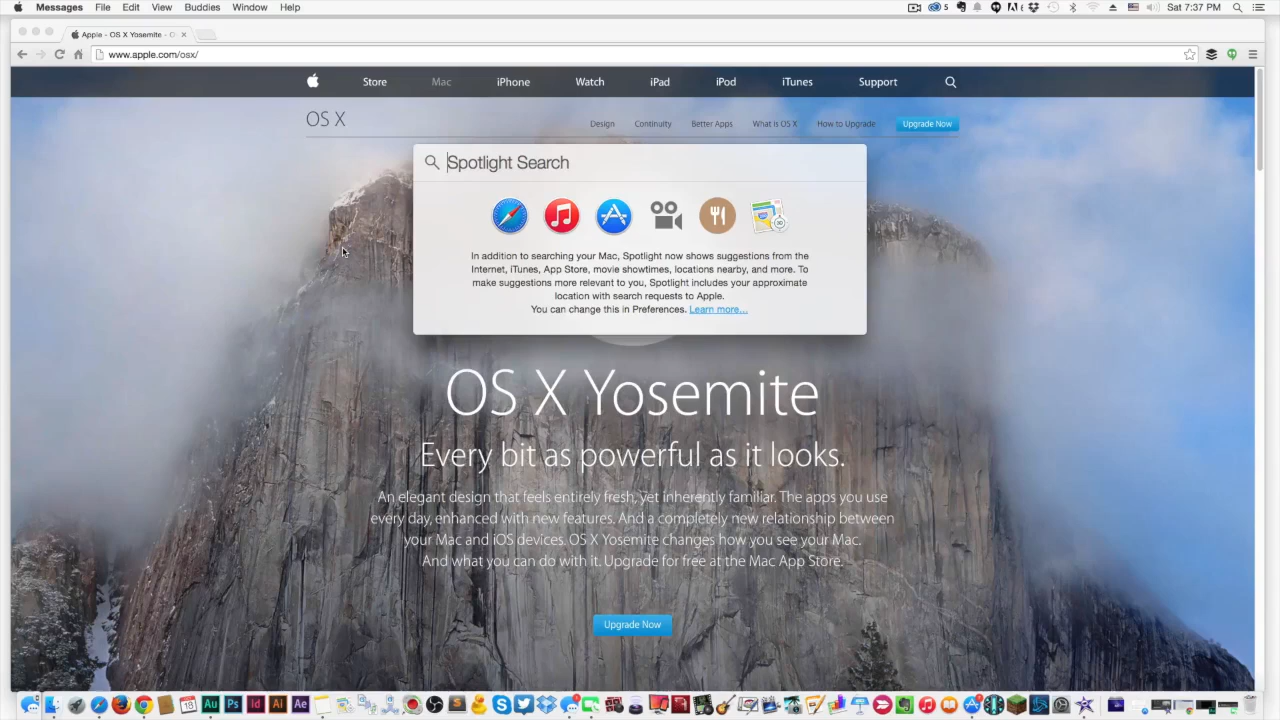 Messages File Edit View Buddies Window Help 5 6 Sat 7:37 PM
Apple - OS X Yosemite - O
www.apple.com/osx/
Store Mac iPhone Watch iPad iPod iTunes Support
OS X Design Continuity Better Apps What is OS X How to Upgrade Upgrade Now
Spotlight Search
In addition to searching your Mac, Spotlight now shows suggestions from the
Internet, iTunes, App Store, movie showtimes, locations nearby, and more. To
make suggestions more relevant to you, Spotlight includes your approximate
location with search requests to Apple.
You can change this in Preferences. Learn more...
OS X Yosemite
Every bit as powerful as it looks.
An elegant design that feels entirely fresh, yet inherently familiar. The apps you use
every day, enhanced with new features. And a completely new relationship between
your Mac and iOS devices. OS X Yosemite changes how you see your Mac.
And what you can do with it. Upgrade for free at the Mac App Store.
Upgrade Now
18 Au Ps Id Ai Ae